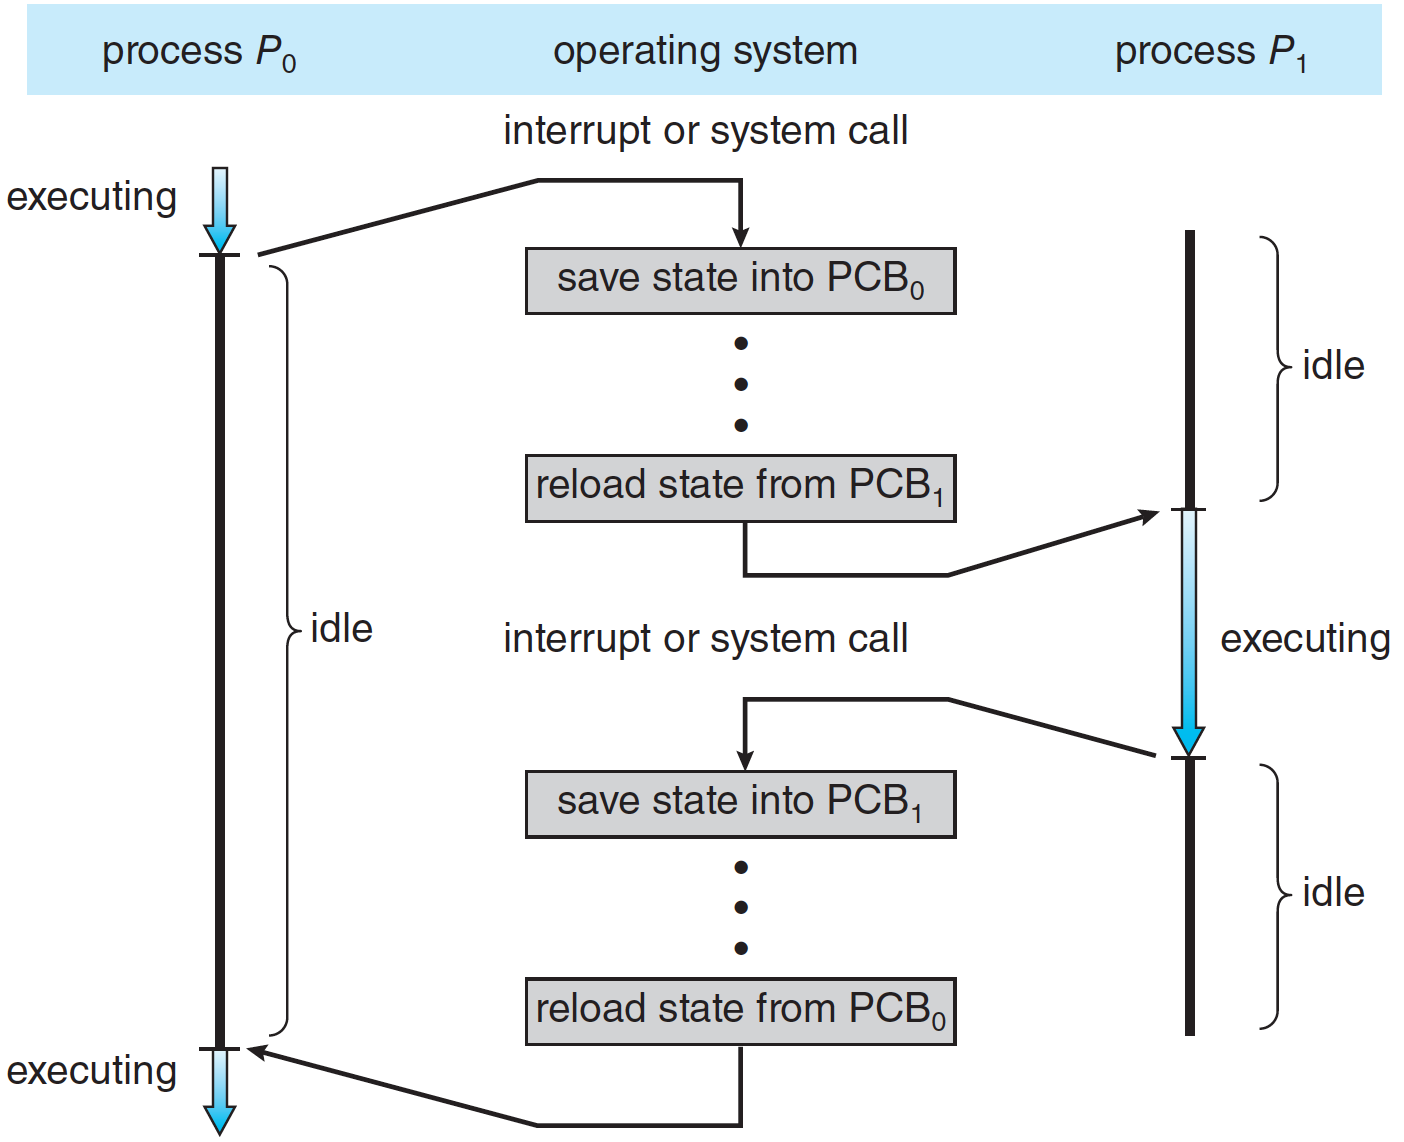 process P₀ operating system process P₁
interrupt or system call
executing
save state into PCB₀
idle
reload state from PCB₁
idle
interrupt or system call
executing
save state into PCB₁
idle
reload state from PCB₀
executing